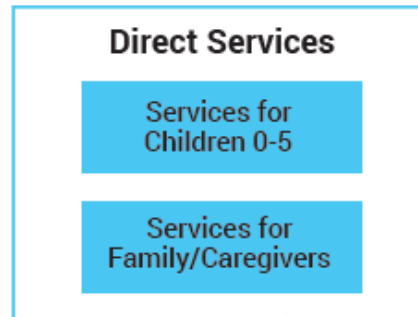 Direct Services
Services for
Children 0-5
Services for
Family/Caregivers